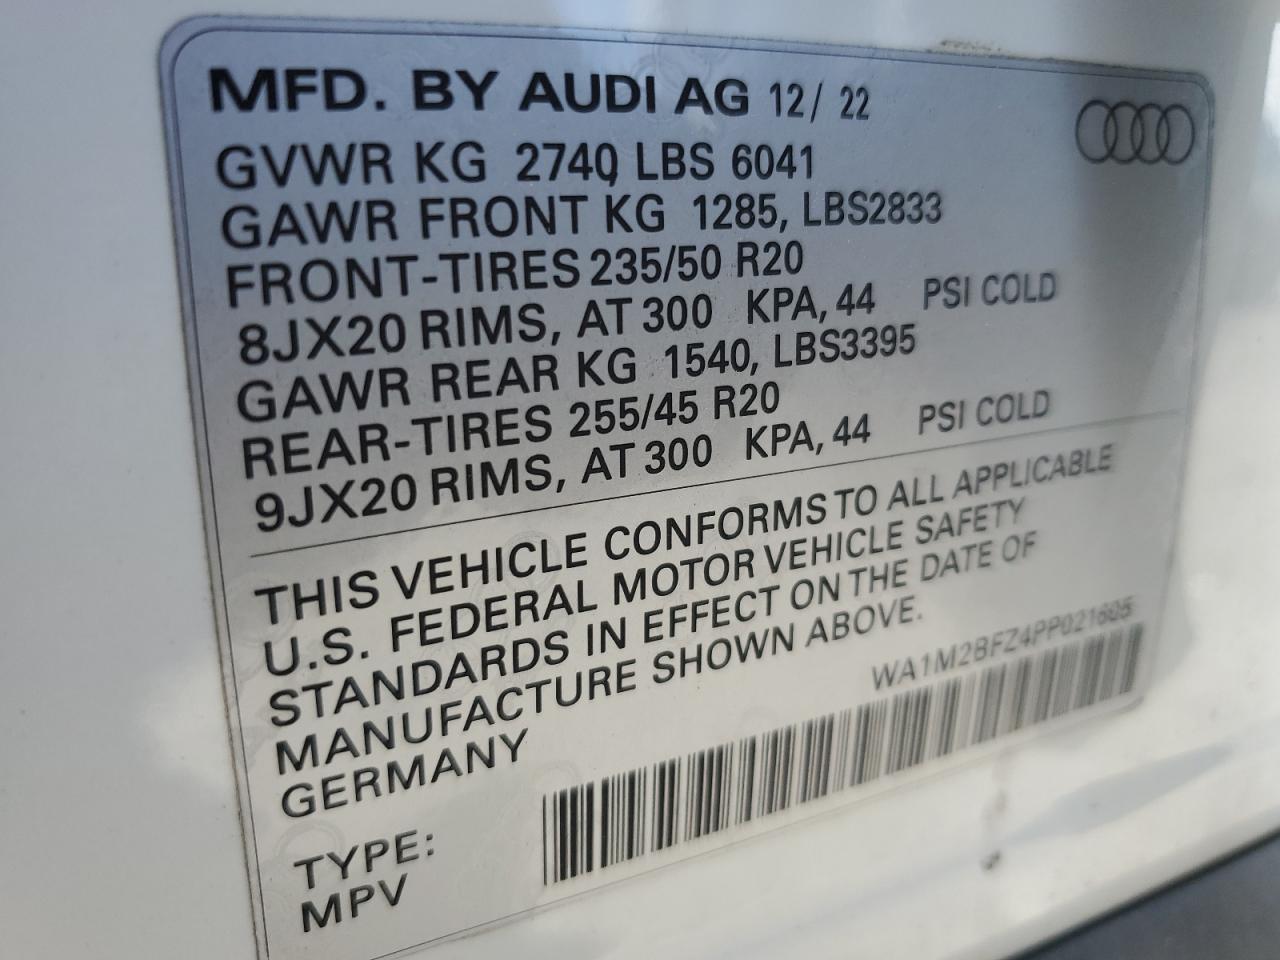 MFD. BY AUDI AG 12/ 22
GVWR KG 2740 LBS 6041
GAWR FRONT KG 1285, LBS2833
FRONT-TIRES 235/50 R20
8JX20 RIMS, AT 300 KPA, 44 PSI COLD
GAWR REAR KG 1540, LBS3395
REAR-TIRES 255/45 R20
9JX20 RIMS, AT 300 KPA, 44 PSI COLD
THIS VEHICLE CONFORMS TO ALL APPLICABLE
U.S. FEDERAL MOTOR VEHICLE SAFETY
STANDARDS IN EFFECT ON THE DATE OF
MANUFACTURE SHOWN ABOVE.
GERMANY
WA1M2BFZ4PP021605
TYPE:
MPV